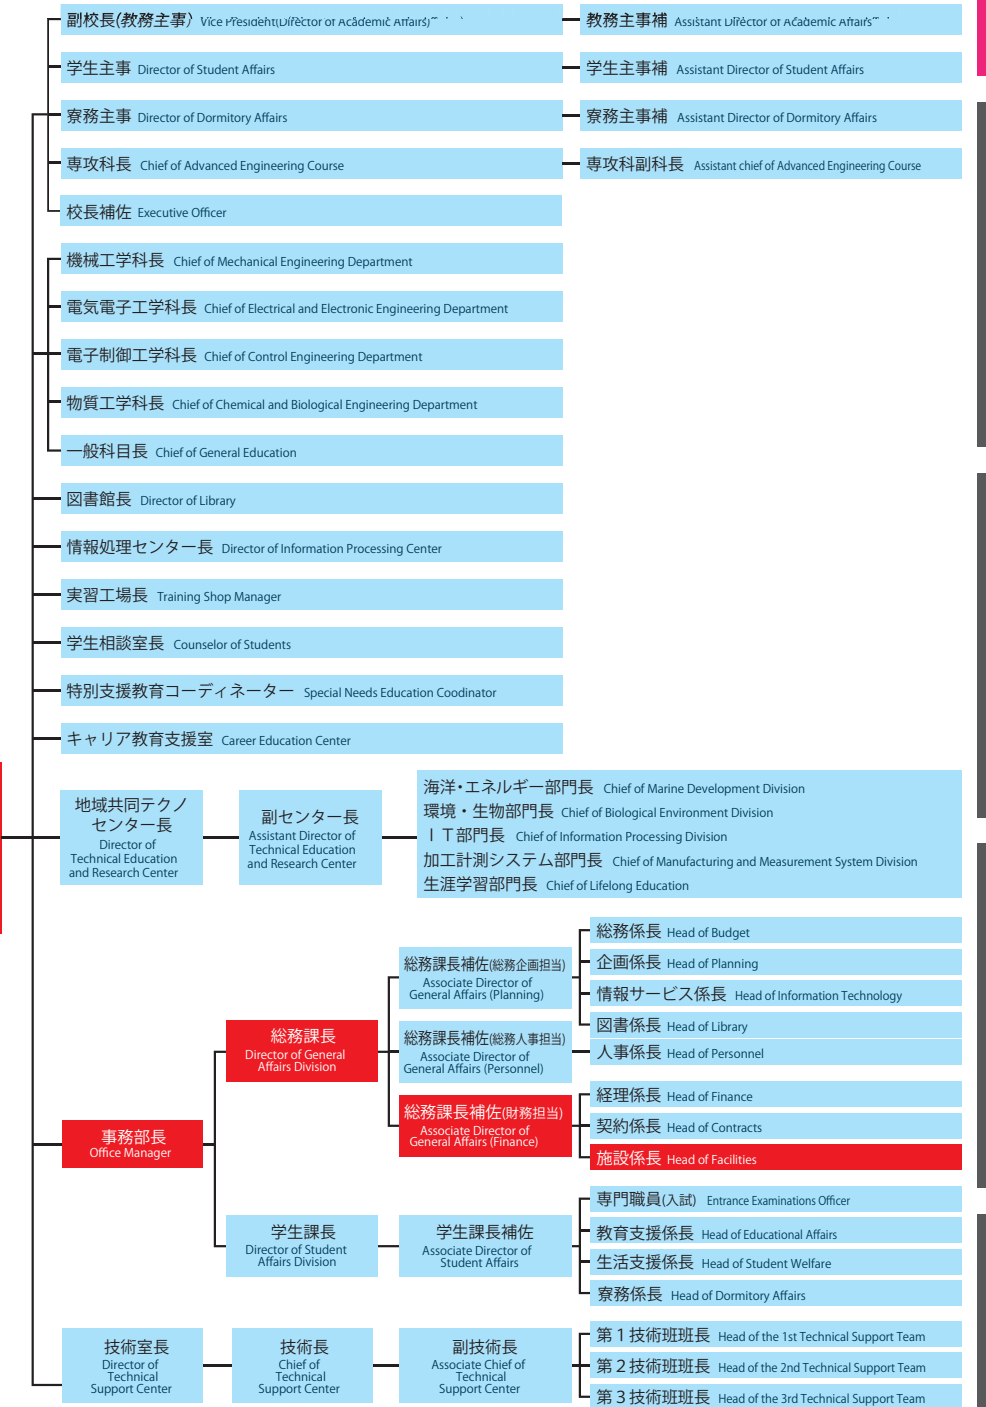 副校長(教務主事) Vice President(Director of Academic Affairs)
教務主事補 Assistant Director of Academic Affairs
学生主事 Director of Student Affairs
学生主事補 Assistant Director of Student Affairs
寮務主事 Director of Dormitory Affairs
寮務主事補 Assistant Director of Dormitory Affairs
専攻科長 Chief of Advanced Engineering Course
専攻科副科長 Assistant chief of Advanced Engineering Course
校長補佐 Executive Officer
機械工学科長 Chief of Mechanical Engineering Department
電気電子工学科長 Chief of Electrical and Electronic Engineering Department
電子制御工学科長 Chief of Control Engineering Department
物質工学科長 Chief of Chemical and Biological Engineering Department
一般科目長 Chief of General Education
図書館長 Director of Library
情報処理センター長 Director of Information Processing Center
実習工場長 Training Shop Manager
学生相談室長 Counselor of Students
特別支援教育コーディネーター Special Needs Education Coodinator
キャリア教育支援室 Career Education Center
地域共同テクノ
センター長
Director of
Technical Education
and Research Center
副センター長
Assistant Director of
Technical Education
and Research Center
海洋・エネルギー部門長 Chief of Marine Development Division
環境・生物部門長 Chief of Biological Environment Division
ＩＴ部門長 Chief of Information Processing Division
加工計測システム部門長 Chief of Manufacturing and Measurement System Division
生涯学習部門長 Chief of Lifelong Education
事務部長
Office Manager
総務課長
Director of General
Affairs Division
総務課長補佐(総務企画担当)
Associate Director of
General Affairs (Planning)
総務係長 Head of Budget
企画係長 Head of Planning
情報サービス係長 Head of Information Technology
図書係長 Head of Library
総務課長補佐(総務人事担当)
Associate Director of
General Affairs (Personnel)
人事係長 Head of Personnel
総務課長補佐(財務担当)
Associate Director of
General Affairs (Finance)
経理係長 Head of Finance
契約係長 Head of Contracts
施設係長 Head of Facilities
学生課長
Director of Student
Affairs Division
学生課長補佐
Associate Director of
Student Affairs
専門職員(入試) Entrance Examinations Officer
教育支援係長 Head of Educational Affairs
生活支援係長 Head of Student Welfare
寮務係長 Head of Dormitory Affairs
技術室長
Director of
Technical
Support Center
技術長
Chief of
Technical
Support Center
副技術長
Associate Chief of
Technical
Support Center
第１技術班班長 Head of the 1st Technical Support Team
第２技術班班長 Head of the 2nd Technical Support Team
第３技術班班長 Head of the 3rd Technical Support Team